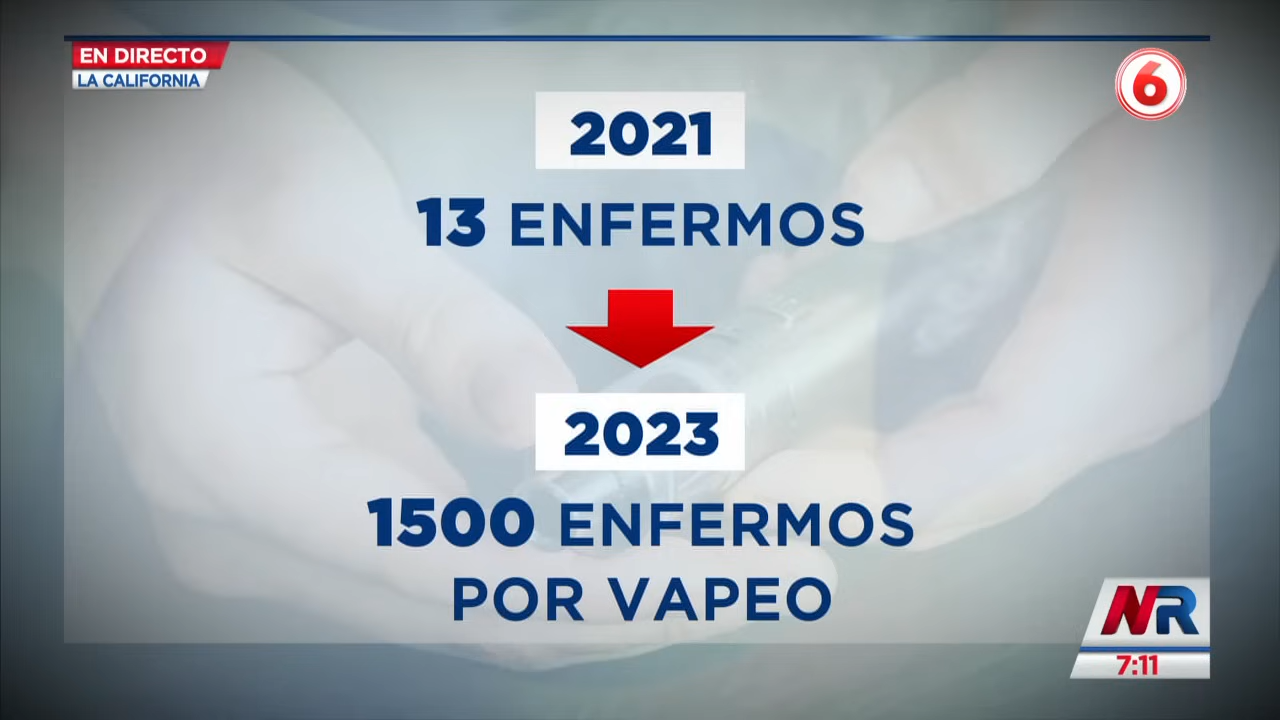 EN DIRECTO
LA CALIFORNIA
6
2021
13 ENFERMOS
2023
1500 ENFERMOS
POR VAPEO
NR
7:11